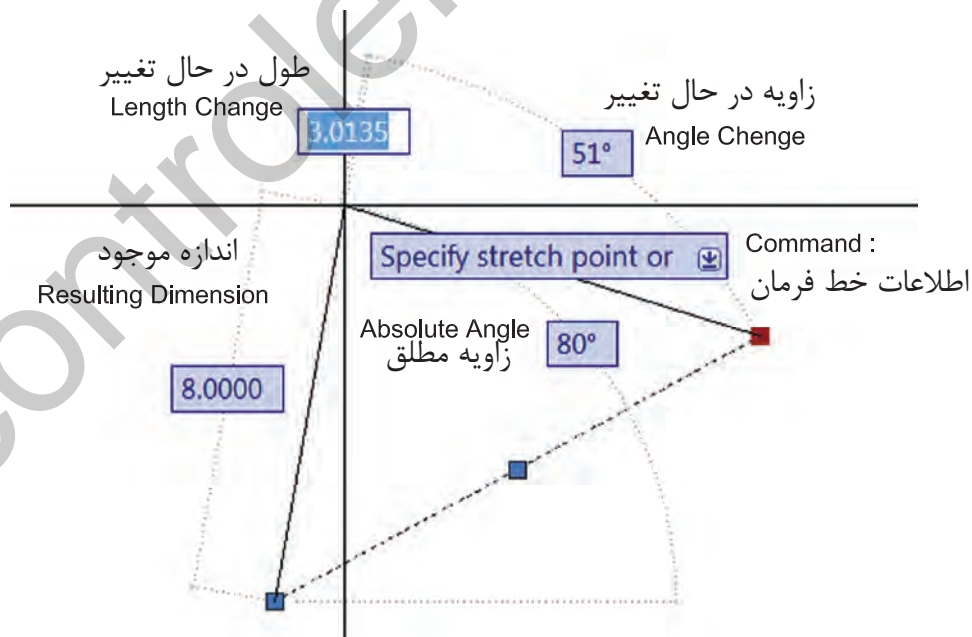 طول در حال تغییر
Length Change
3.0135
زاویه در حال تغییر
Angle Chenge
51°
اندازه موجود
Resulting Dimension
Specify stretch point or
Command :
اطلاعات خط فرمان
Absolute Angle
زاویه مطلق
80°
8.0000
controle